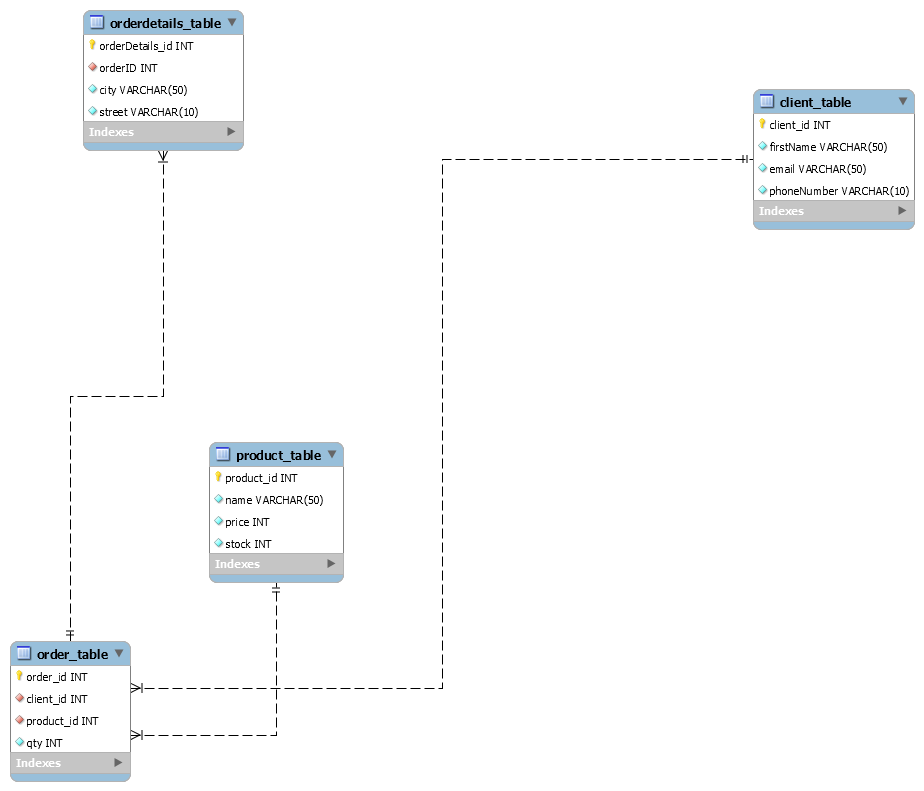 orderdetails_table
orderDetails_id INT
orderID INT
city VARCHAR(50)
street VARCHAR(10)
Indexes
client_table
client_id INT
firstName VARCHAR(50)
email VARCHAR(50)
phoneNumber VARCHAR(10)
Indexes
product_table
product_id INT
name VARCHAR(50)
price INT
stock INT
Indexes
order_table
order_id INT
client_id INT
product_id INT
qty INT
Indexes